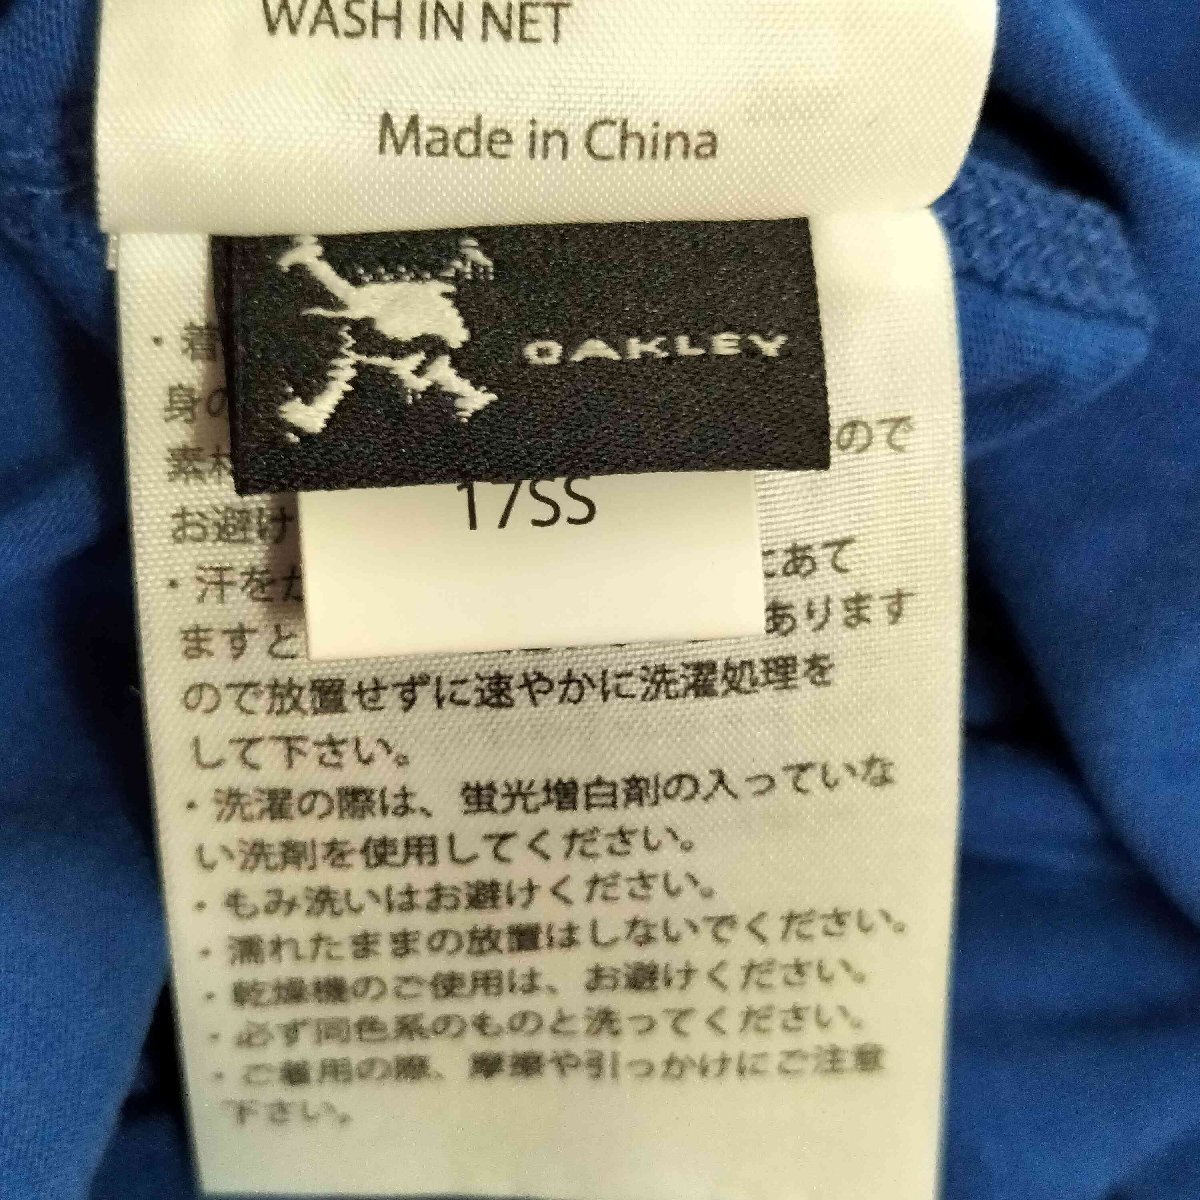 WASH IN NET
Made in China
OAKLEY
17SS
・着
身の
素材 ので
お避け
・汗をか にあて
ますと あります
ので放置せずに速やかに洗濯処理を
して下さい。
・洗濯の際は、蛍光増白剤の入っていな
い洗剤を使用してください。
・もみ洗いはお避けください。
・濡れたままの放置はしないでください。
・乾燥機のご使用は、お避けください。
・必ず同色系のものと洗ってください。
・ご着用の際、摩擦や引っかけにご注意
下さい。